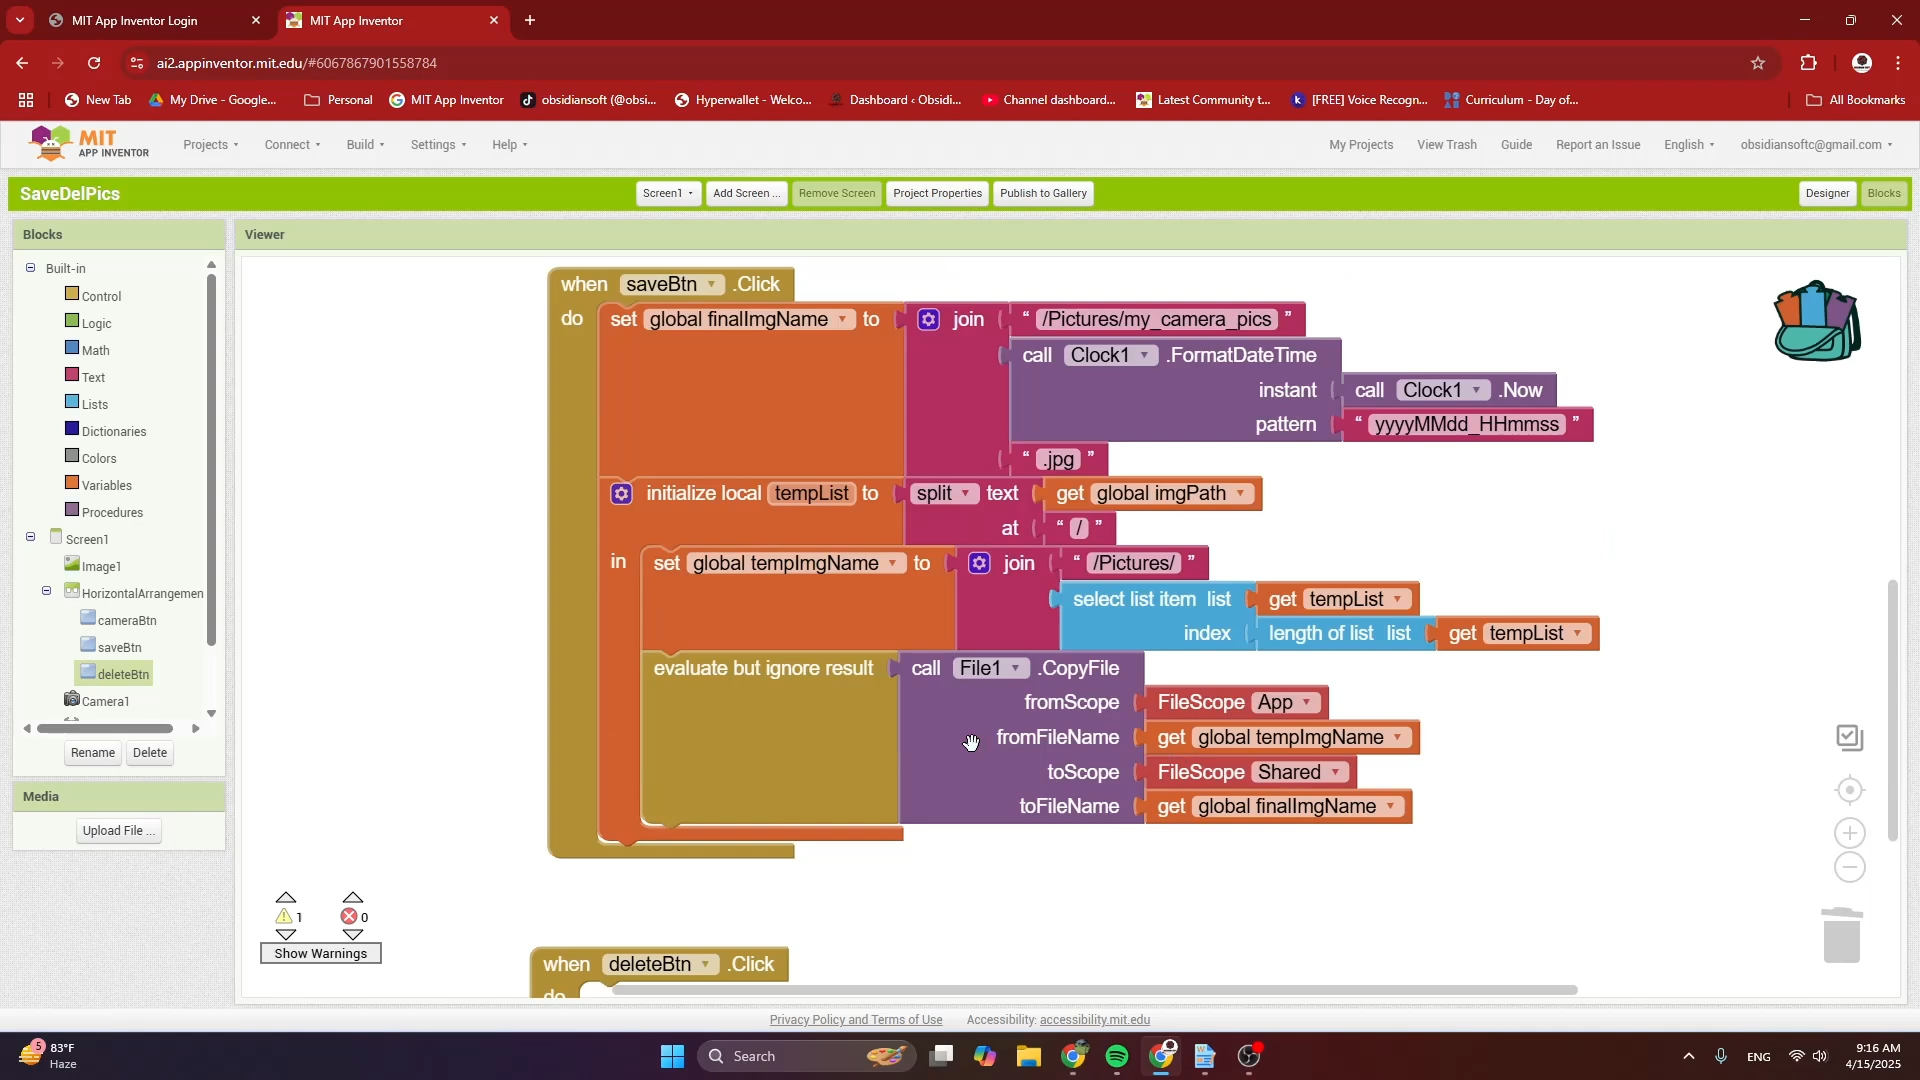 MIT App Inventor Login
MIT App Inventor
ai2.appinventor.mit.edu/#6067867901558784
New Tab
My Drive - Google...
Personal
MIT App Inventor
obsidiansoft (@obsi...
Hyperwallet - Welco...
Dashboard ‹ Obsidi...
Channel dashboard...
Latest Community t...
[FREE] Voice Recogn...
Curriculum - Day of...
All Bookmarks
MIT
APP INVENTOR
Projects
Connect
Build
Settings
Help
My Projects
View Trash
Guide
Report an Issue
English
obsidiansoftc@gmail.com
SaveDelPics
Screen1
Add Screen ...
Remove Screen
Project Properties
Publish to Gallery
Designer
Blocks
Blocks
Built-in
Control
Logic
Math
Text
Lists
Dictionaries
Colors
Variables
Procedures
Screen1
Image1
HorizontalArrangemen
cameraBtn
saveBtn
deleteBtn
Camera1
Rename
Delete
Media
Upload File ...
Viewer
when saveBtn .Click
do set global finalImgName to join “ /Pictures/my_camera_pics ”
call Clock1 .FormatDateTime
instant call Clock1 .Now
pattern “ yyyyMMdd_HHmmss ”
“ .jpg ”
initialize local tempList to split text get global imgPath
at “ / ”
in set global tempImgName to join “ /Pictures/ ”
select list item list get tempList
index length of list list get tempList
evaluate but ignore result call File1 .CopyFile
fromScope FileScope App
fromFileName get global tempImgName
toScope FileScope Shared
toFileName get global finalImgName
1
0
Show Warnings
when deleteBtn .Click
do
Privacy Policy and Terms of Use
Accessibility: accessibility.mit.edu
5
83°F
Haze
Search
ENG
9:16 AM
4/15/2025